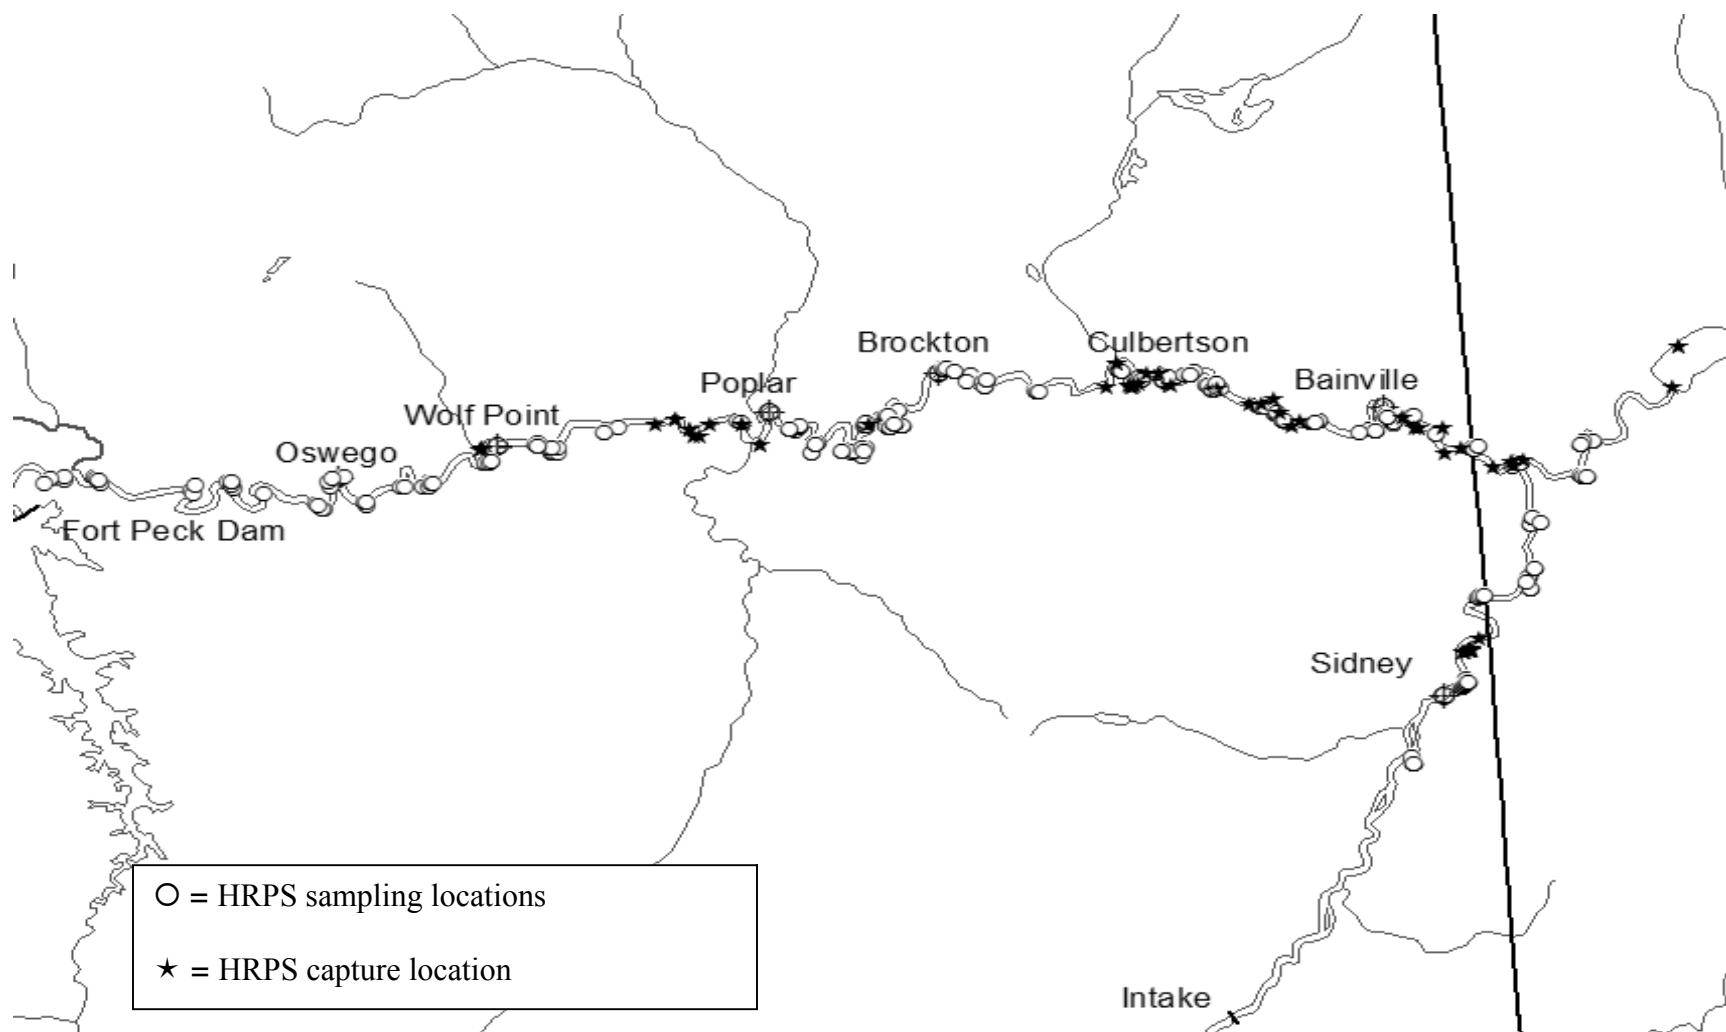 Brockton
Culbertson
Bainville
Poplar
Wolf Point
Oswego
Fort Peck Dam
Sidney
○ = HRPS sampling locations
★ = HRPS capture location
Intake